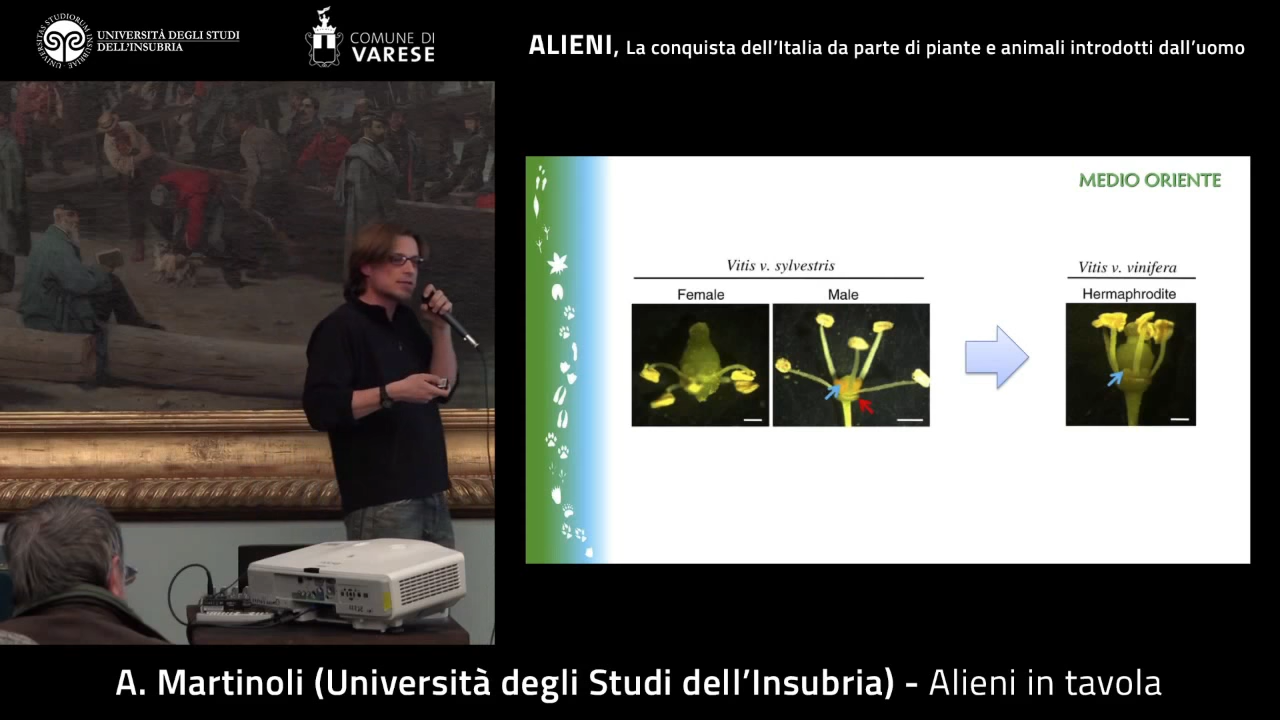 UNIVERSITÀ DEGLI STUDI
DELL'INSUBRIA
COMUNE DI
VARESE
ALIENI, La conquista dell'Italia da parte di piante e animali introdotti dall'uomo
MEDIO ORIENTE
Vitis v. sylvestris
Vitis v. vinifera
Female
Male
Hermaphrodite
A. Martinoli (Università degli Studi dell'Insubria) - Alieni in tavola